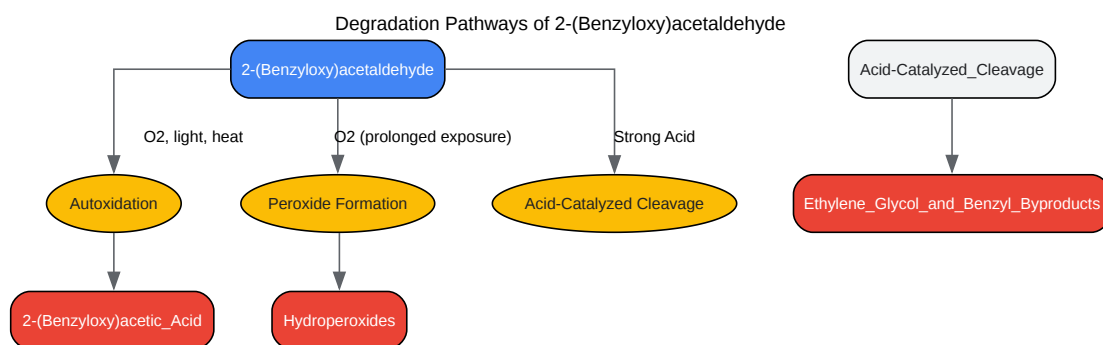 Degradation Pathways of 2-(Benzyloxy)acetaldehyde
2-(Benzyloxy)acetaldehyde
Acid-Catalyzed_Cleavage
O2, light, heat
O2 (prolonged exposure)
Strong Acid
Autoxidation
Peroxide Formation
Acid-Catalyzed Cleavage
Ethylene_Glycol_and_Benzyl_Byproducts
2-(Benzyloxy)acetic_Acid
Hydroperoxides